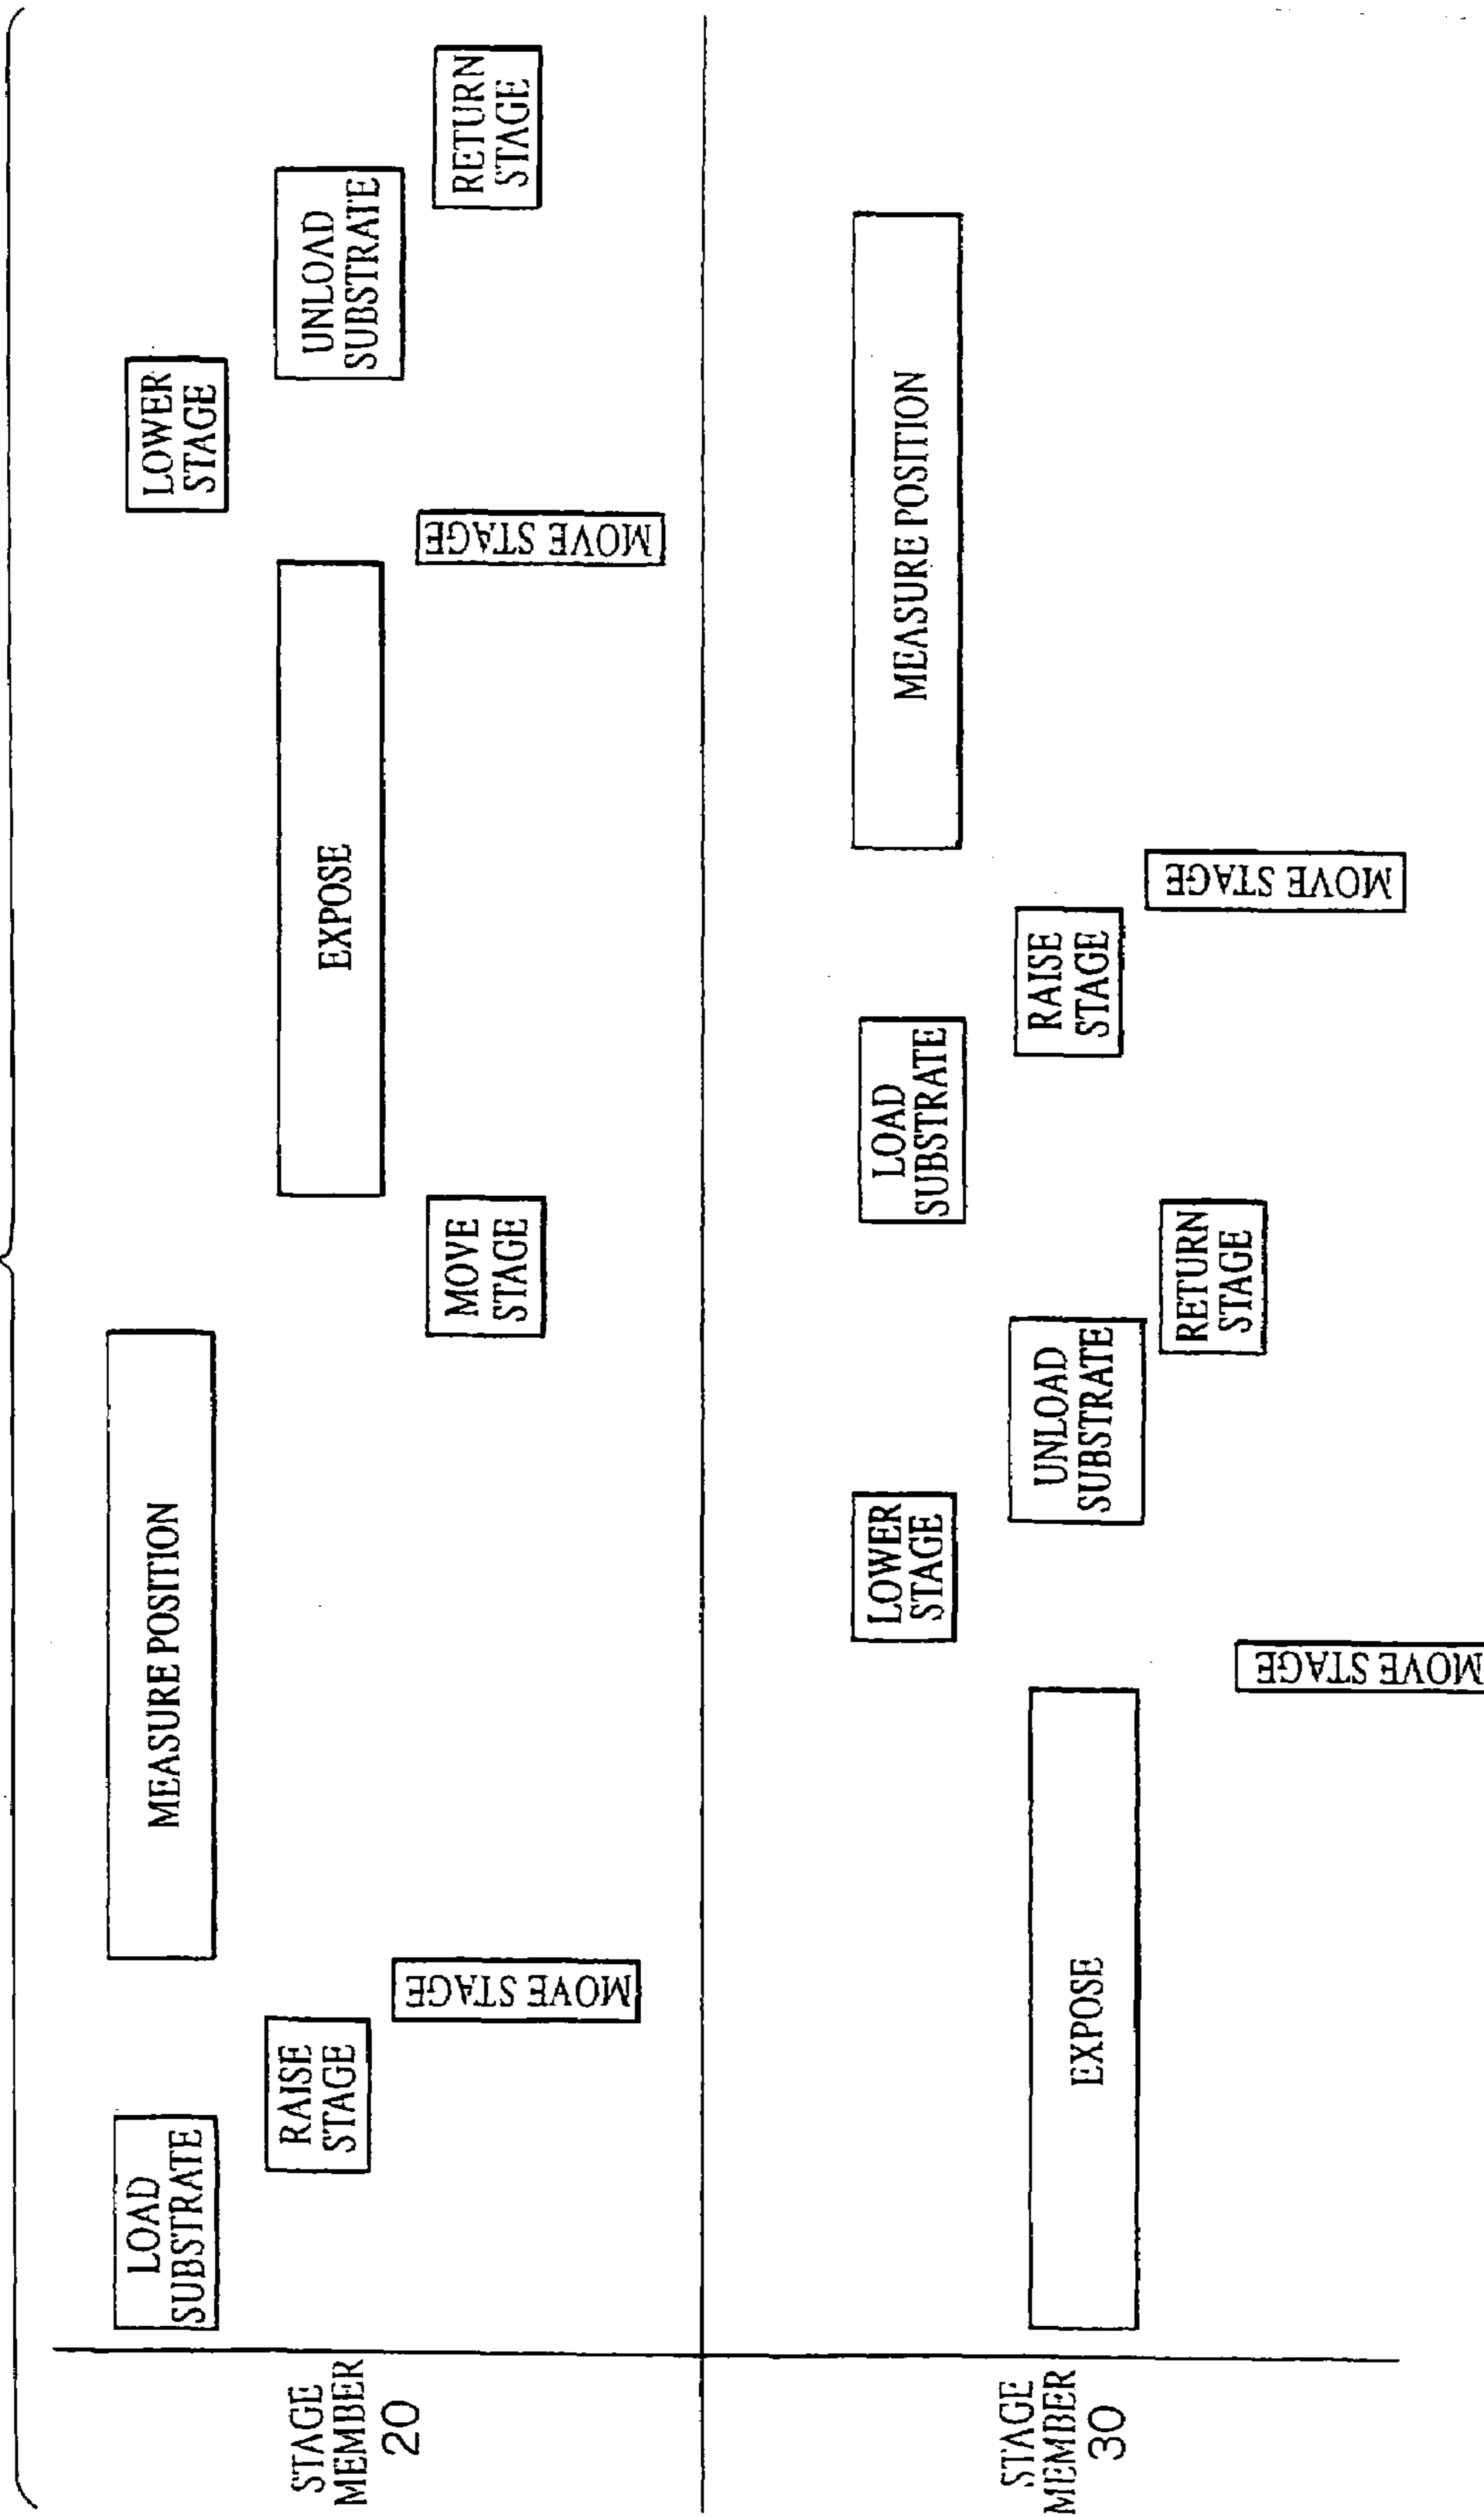 STAGE
MEMBER
20
LOAD
SUBSTRATE
RAISE
STAGE
MOVE STAGE
MEASURE POSITION
MOVE
STAGE
EXPOSE
MOVE STAGE
LOWER
STAGE
UNLOAD
SUBSTRATE
RETURN
STAGE
STAGE
MEMBER
30
EXPOSE
MOVE STAGE
LOWER
STAGE
UNLOAD
SUBSTRATE
RETURN
STAGE
LOAD
SUBSTRATE
RAISE
STAGE
MOVE STAGE
MEASURE POSITION